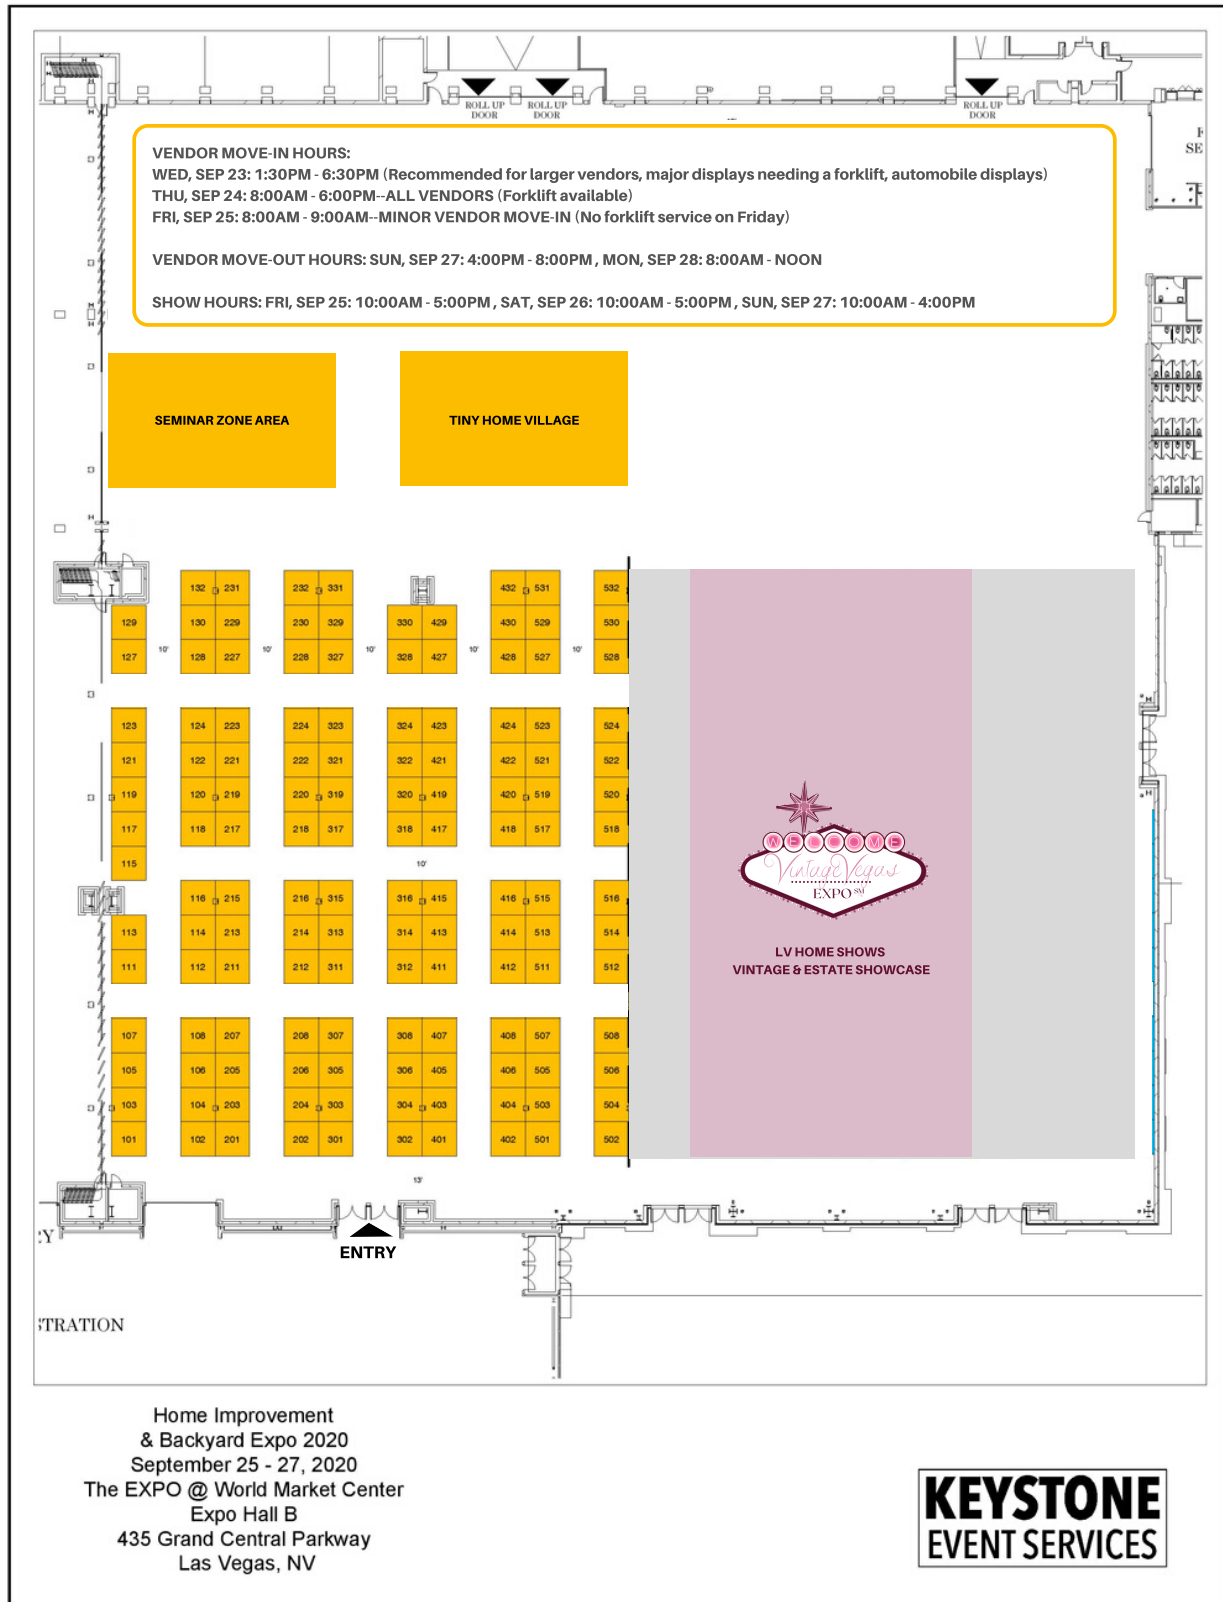 ROLL UP
DOOR
ROLL UP
DOOR
ROLL UP
DOOR
SE
VENDOR MOVE-IN HOURS:
WED, SEP 23: 1:30PM - 6:30PM (Recommended for larger vendors, major displays needing a forklift, automobile displays)
THU, SEP 24: 8:00AM - 6:00PM--ALL VENDORS (Forklift available)
FRI, SEP 25: 8:00AM - 9:00AM--MINOR VENDOR MOVE-IN (No forklift service on Friday)
VENDOR MOVE-OUT HOURS: SUN, SEP 27: 4:00PM - 8:00PM , MON, SEP 28: 8:00AM - NOON
SHOW HOURS: FRI, SEP 25: 10:00AM - 5:00PM , SAT, SEP 26: 10:00AM - 5:00PM , SUN, SEP 27: 10:00AM - 4:00PM
SEMINAR ZONE AREA
TINY HOME VILLAGE
132 231 232 331 432 531 532
129 130 229 230 329 330 429 430 529 530
127 10' 128 227 10' 228 327 10' 328 427 10' 428 527 10' 528
123 124 223 224 323 324 423 424 523 524
121 122 221 222 321 322 421 422 521 522
119 120 219 220 319 320 419 420 519 520
117 118 217 218 317 318 417 418 517 518
115 10'
116 215 216 315 316 415 416 515 516
113 114 213 214 313 314 413 414 513 514
111 112 211 212 311 312 411 412 511 512
107 108 207 208 307 308 407 408 507 508
105 106 205 206 305 306 405 406 505 506
103 104 203 204 303 304 403 404 503 504
101 102 201 202 301 302 401 402 501 502
13'
WELCOME
Vintage Vegas
EXPO SM
LV HOME SHOWS
VINTAGE & ESTATE SHOWCASE
ENTRY
STRATION
Home Improvement
& Backyard Expo 2020
September 25 - 27, 2020
The EXPO @ World Market Center
Expo Hall B
435 Grand Central Parkway
Las Vegas, NV
KEYSTONE
EVENT SERVICES